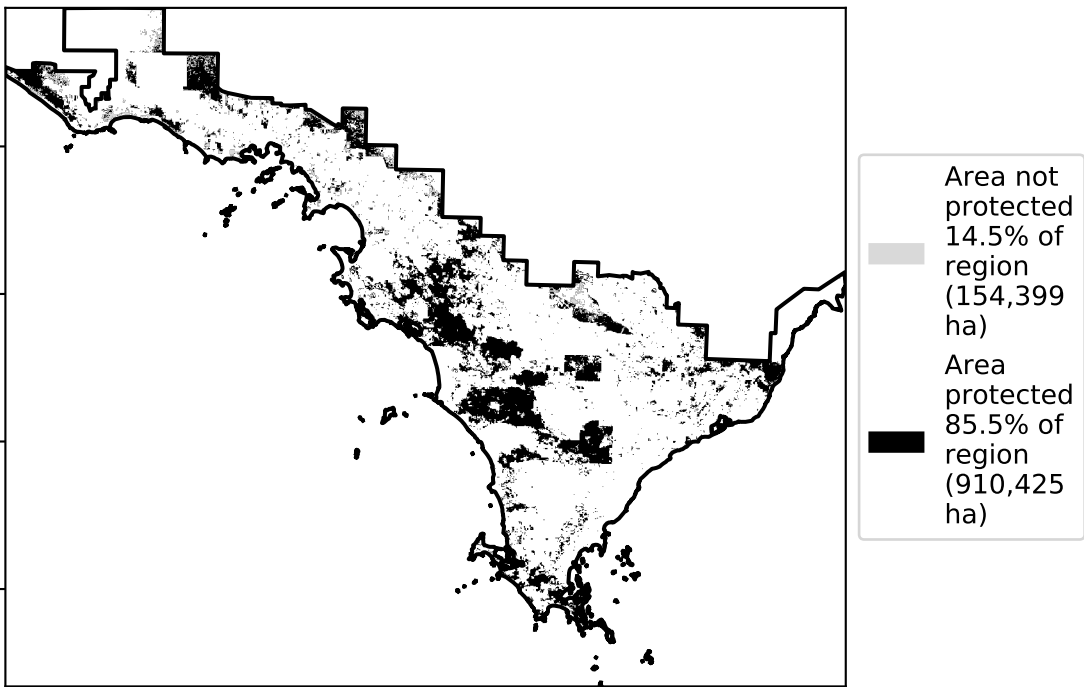 Area not
protected
14.5% of
region
(154,399
ha)
Area
protected
85.5% of
region
(910,425
ha)